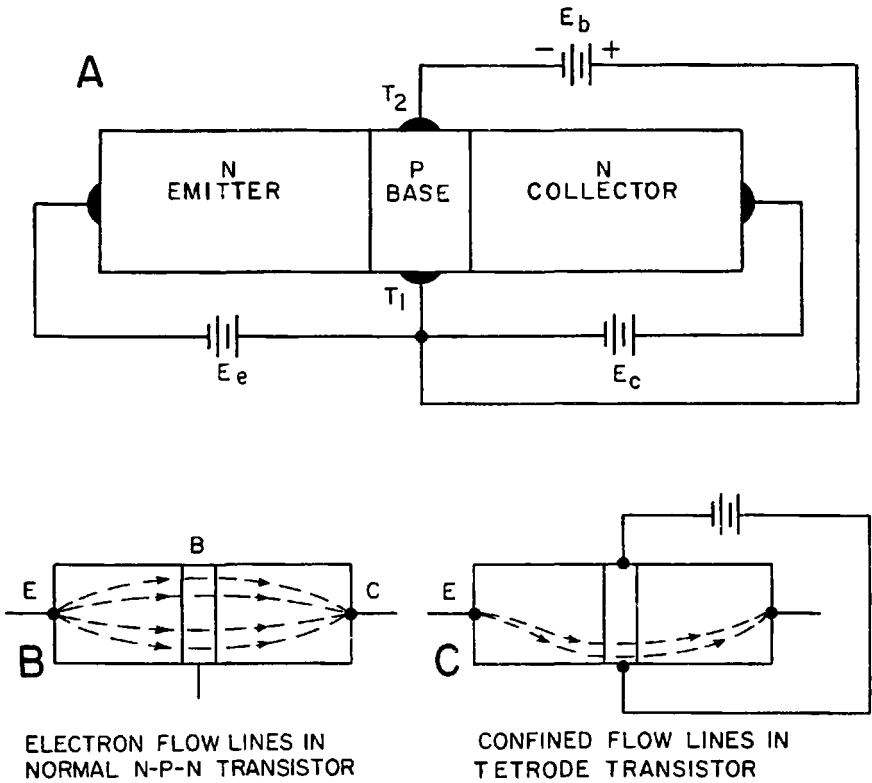 E_b
A
− +
T_2
N
EMITTER
P
BASE
N
COLLECTOR
T_1
E_e
E_c
B
E
C
B
E
C
ELECTRON FLOW LINES IN
NORMAL N-P-N TRANSISTOR
CONFINED FLOW LINES IN
TETRODE TRANSISTOR